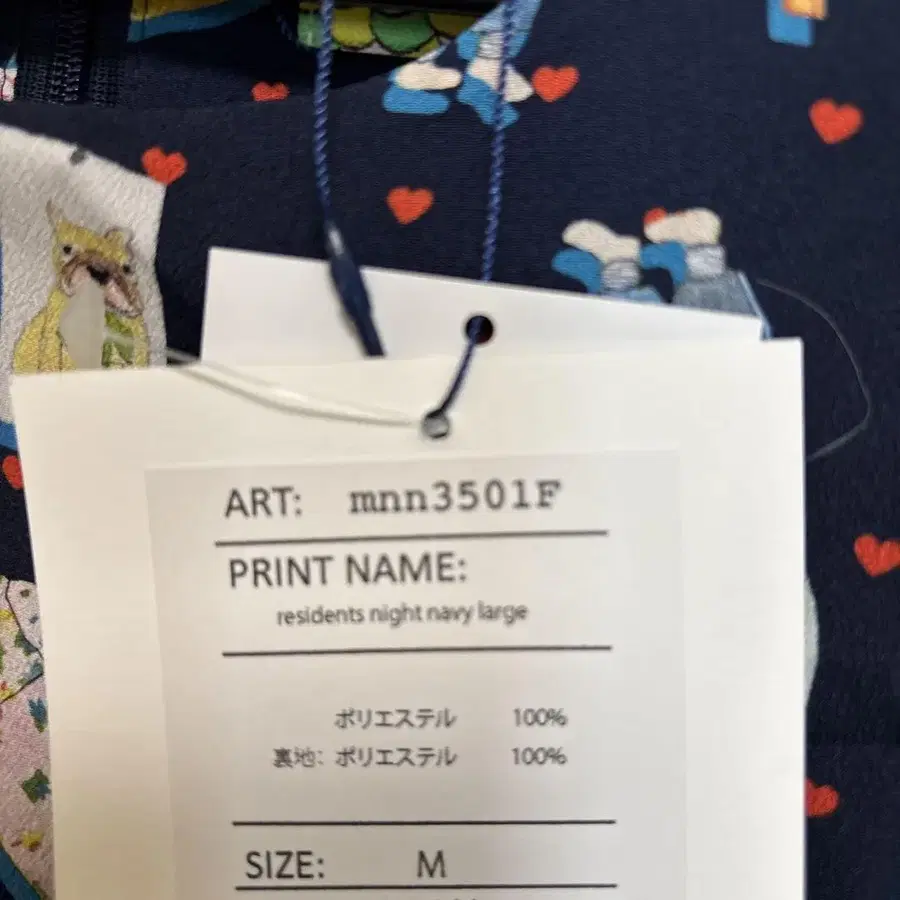 ART: mnn3501F
PRINT NAME:
residents night navy large
ポリエステル 100%
裏地: ポリエステル 100%
SIZE: M